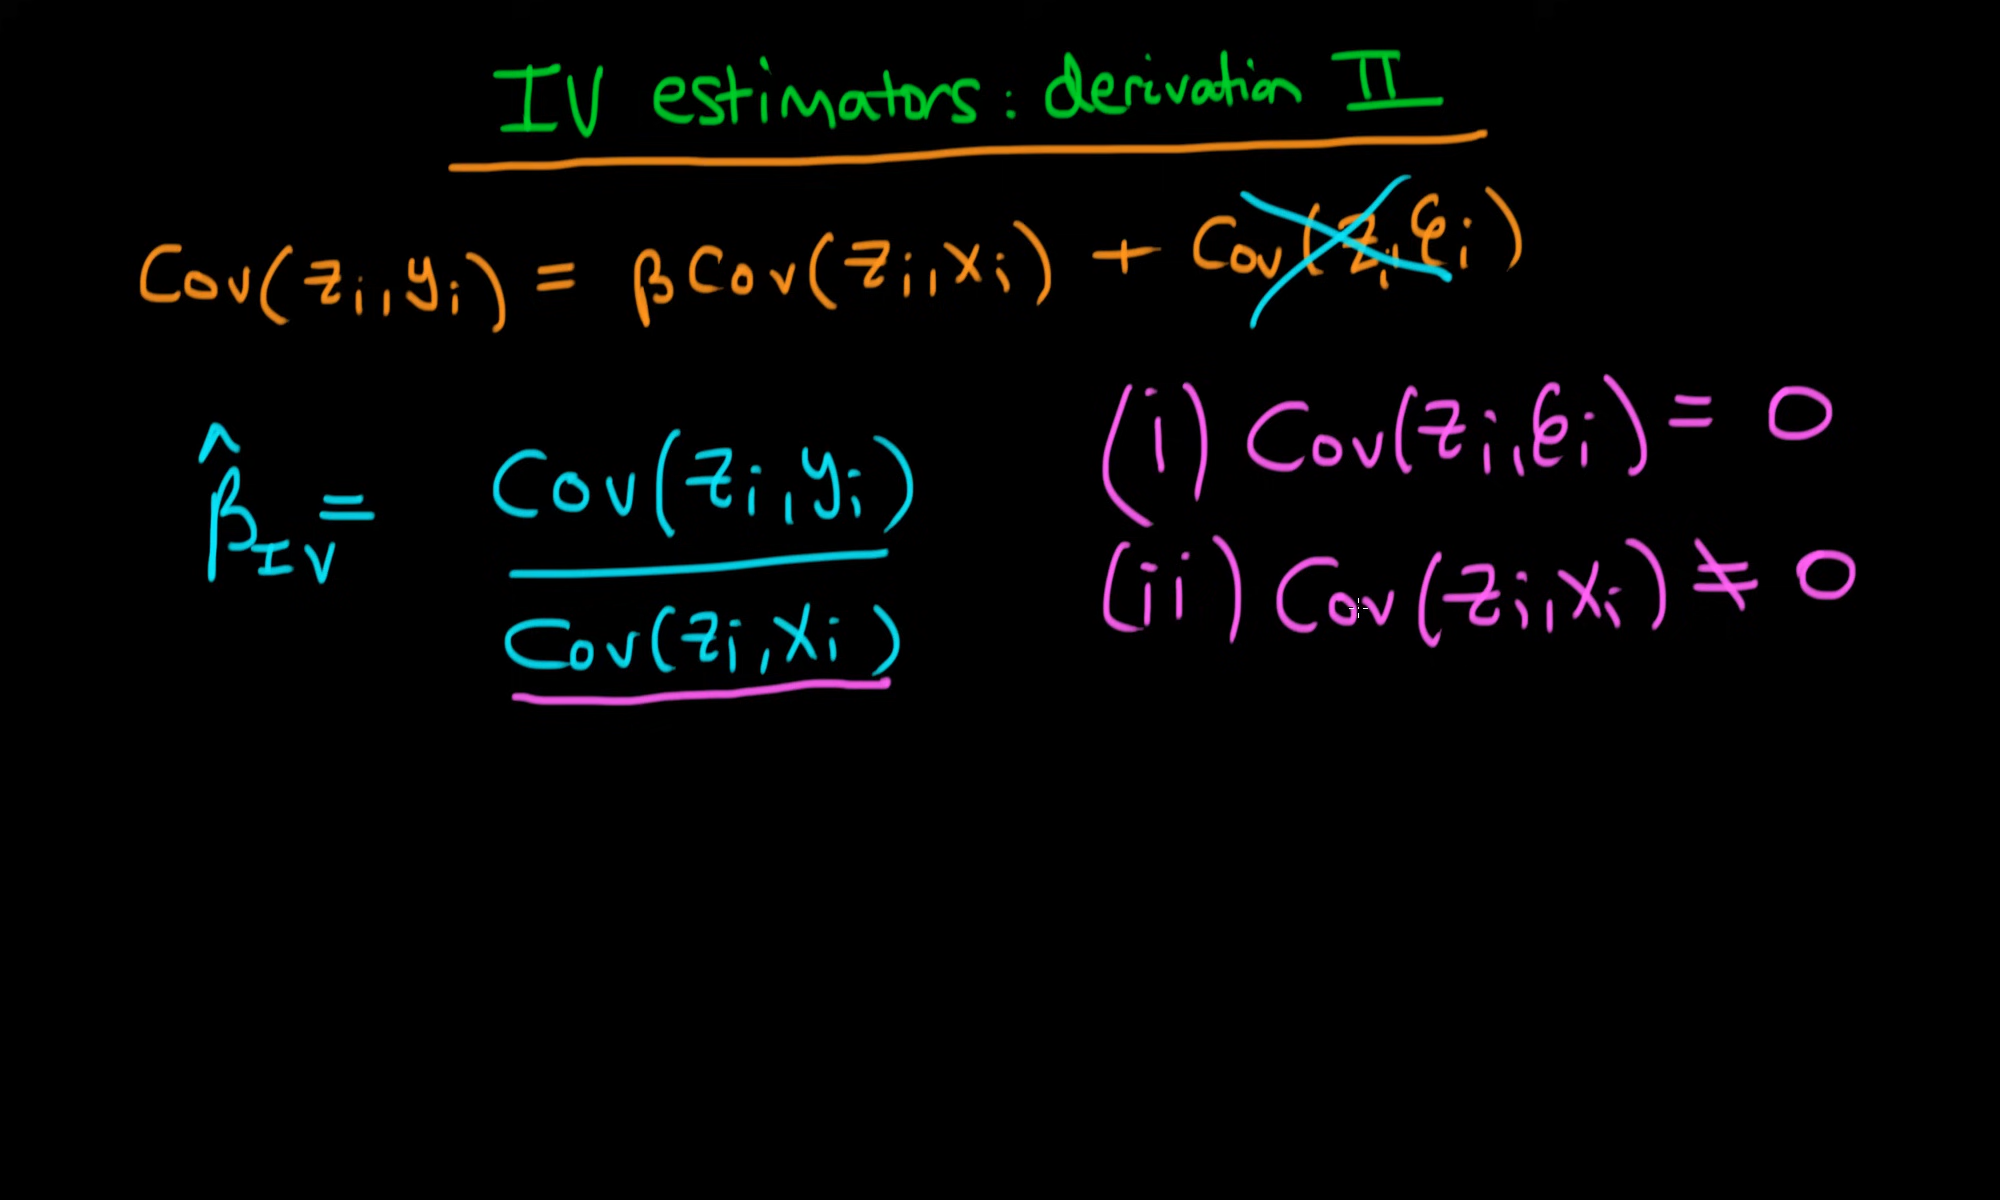 IV estimators: derivation II
Cov(zi,yi) = βCov(zi,xi) + Cov(zi,ϵi)
β̂IV = Cov(zi,yi)
Cov(zi,xi)
(i) Cov(zi,ϵi) = 0
(ii) Cov(zi,xi) ≠ 0